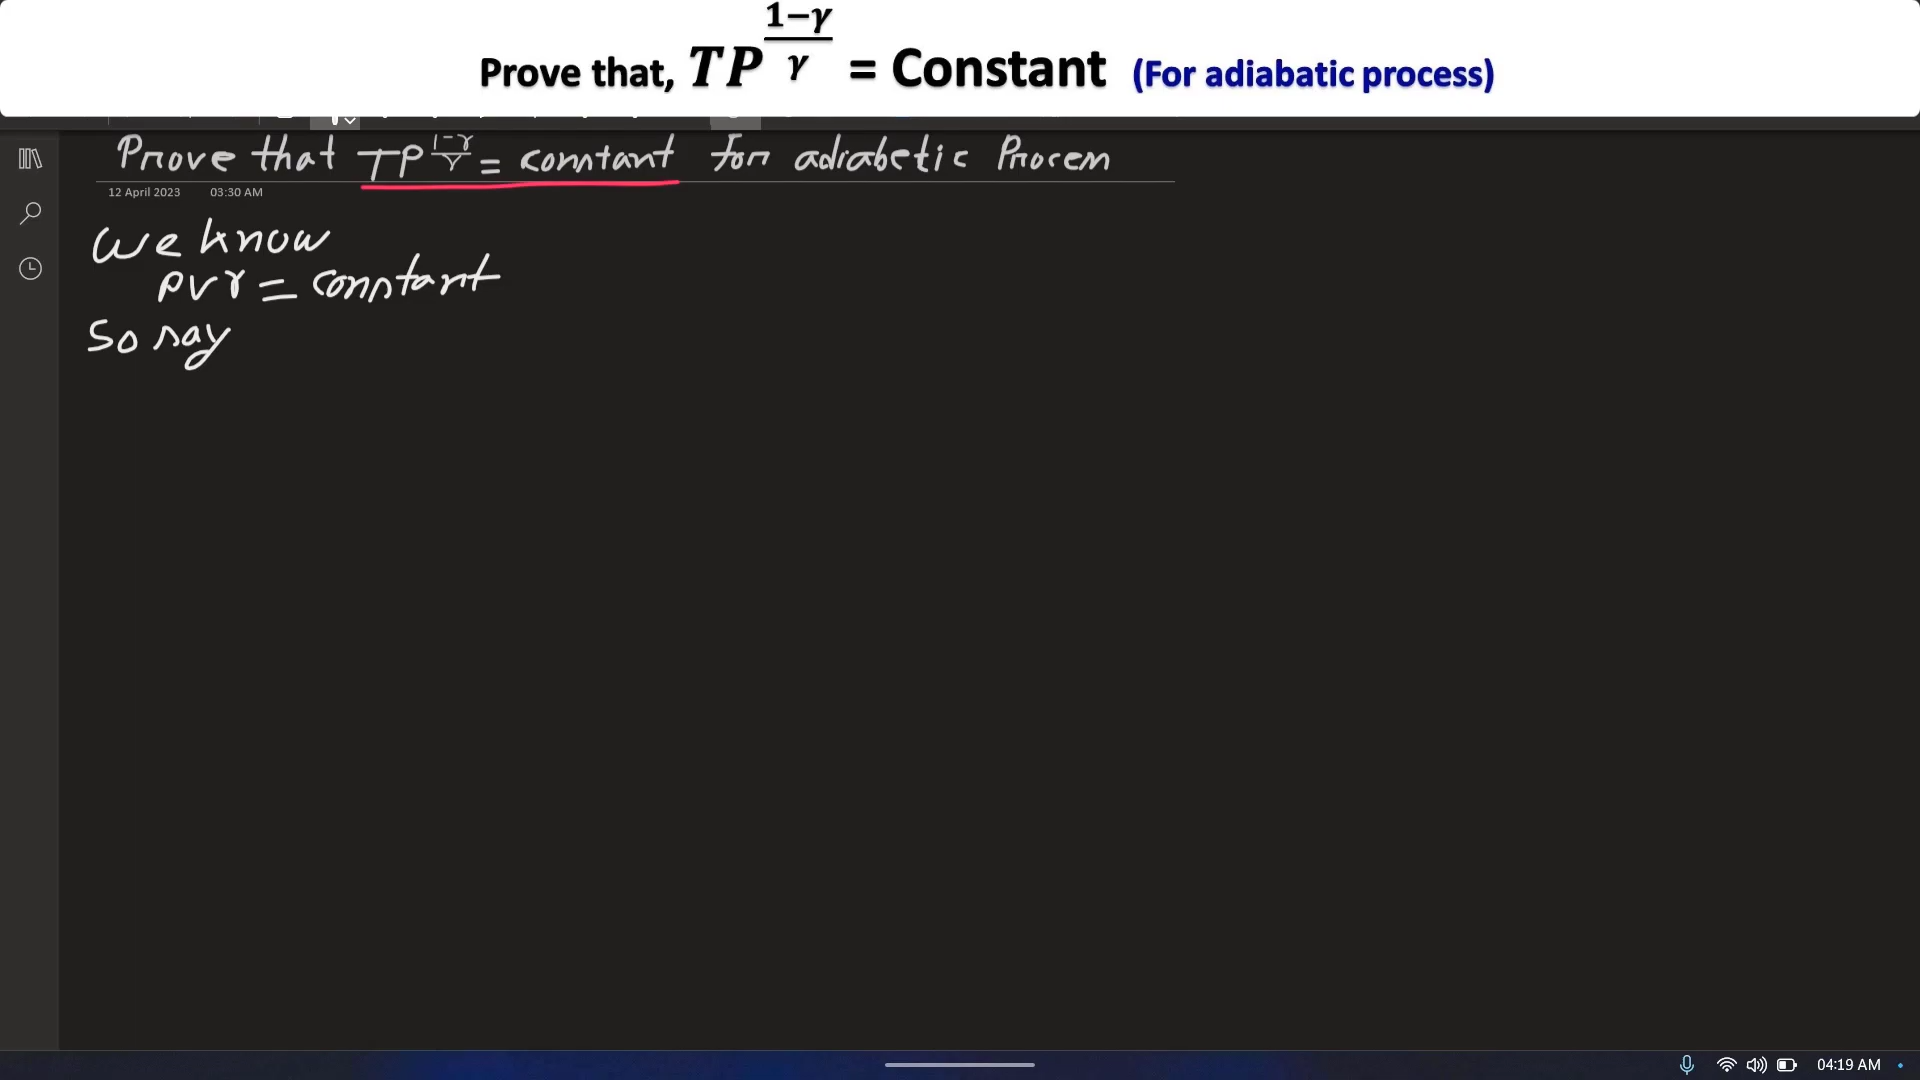 Prove that, TP^((1−γ)/γ) = Constant (For adiabatic process)
Prove that TP^((1-γ)/γ) = constant for adiabetic Process
12 April 2023 03:30 AM
We know
PVγ = constant
So say
04:19 AM